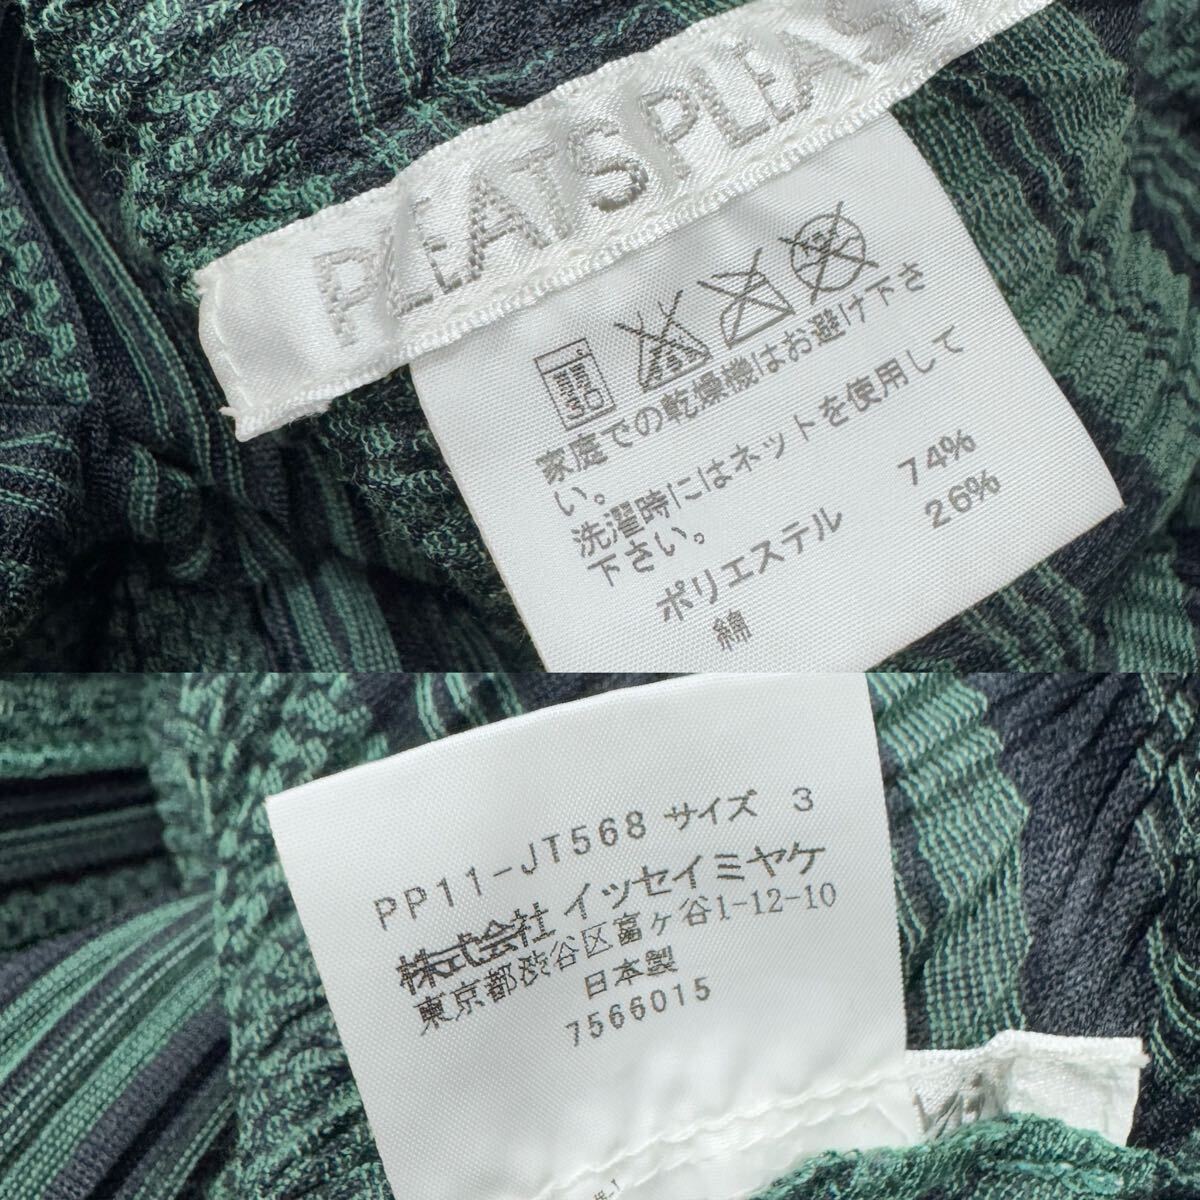 PLEATS PLEASE
家庭での乾燥機はお避け下さ
い。
洗濯時にはネットを使用して
下さい。
ポリエステル 74%
綿 26%
PP11-JT568 サイズ 3
株式会社 イッセイミヤケ
東京都渋谷区富ヶ谷1-12-10
日本製
7566015